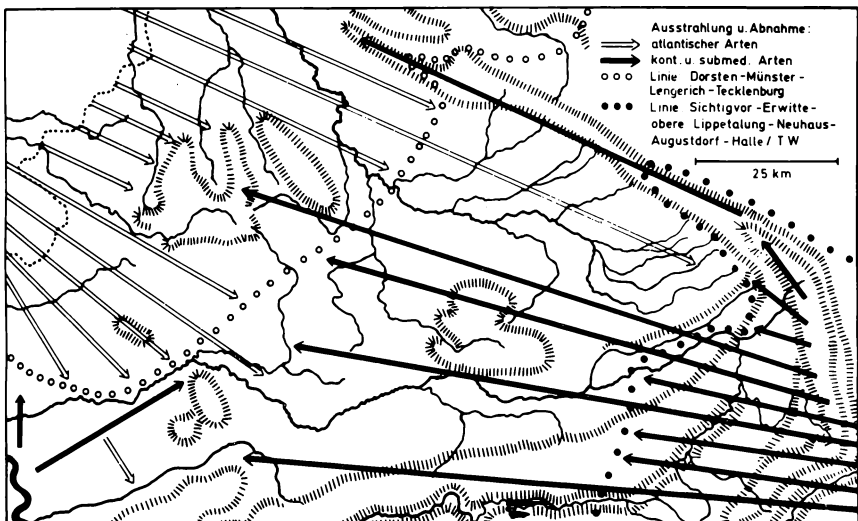 Ausstrahlung u. Abnahme:
atlantischer Arten
kont. u. submed. Arten
Linie Dorsten-Münster-
Lengerich-Tecklenburg
Linie Sichtigvor-Erwitte-
obere Lippetalung-Neuhaus-
Augustdorf-Halle / TW
25 km